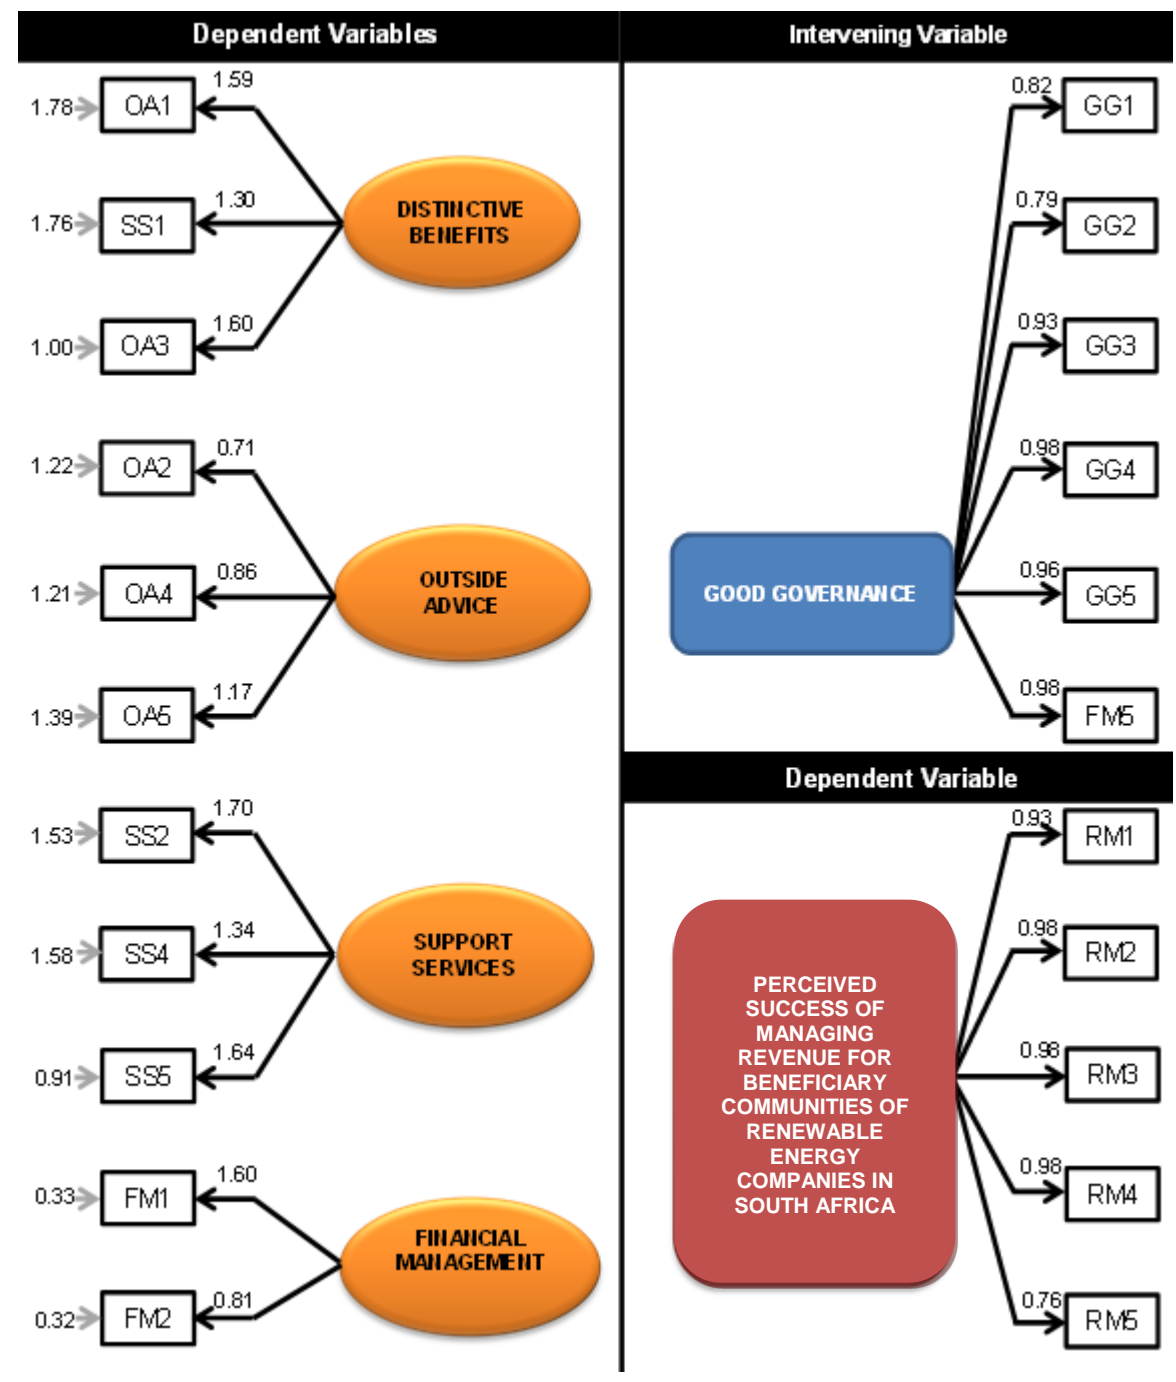 Dependent Variables
1.59
1.78
OA1
1.30
1.76
SS1
DISTINCTIVE
BENEFITS
1.60
1.00
OA3
0.71
1.22
OA2
0.86
1.21
OA4
OUTSIDE
ADVICE
1.17
1.39
OA5
1.70
1.53
SS2
1.34
1.58
SS4
SUPPORT
SERVICES
1.64
0.91
SS5
1.60
0.33
FM1
FINANCIAL
MANAGEMENT
0.81
0.32
FM2
Intervening Variable
0.82
GG1
0.79
GG2
0.93
GG3
0.98
GG4
GOOD GOVERNANCE
0.96
GG5
0.98
FM5
Dependent Variable
0.93
RM1
0.98
RM2
PERCEIVED
SUCCESS OF
MANAGING
REVENUE FOR
BENEFICIARY
COMMUNITIES OF
RENEWABLE
ENERGY
COMPANIES IN
SOUTH AFRICA
0.98
RM3
0.98
RM4
0.76
RM5